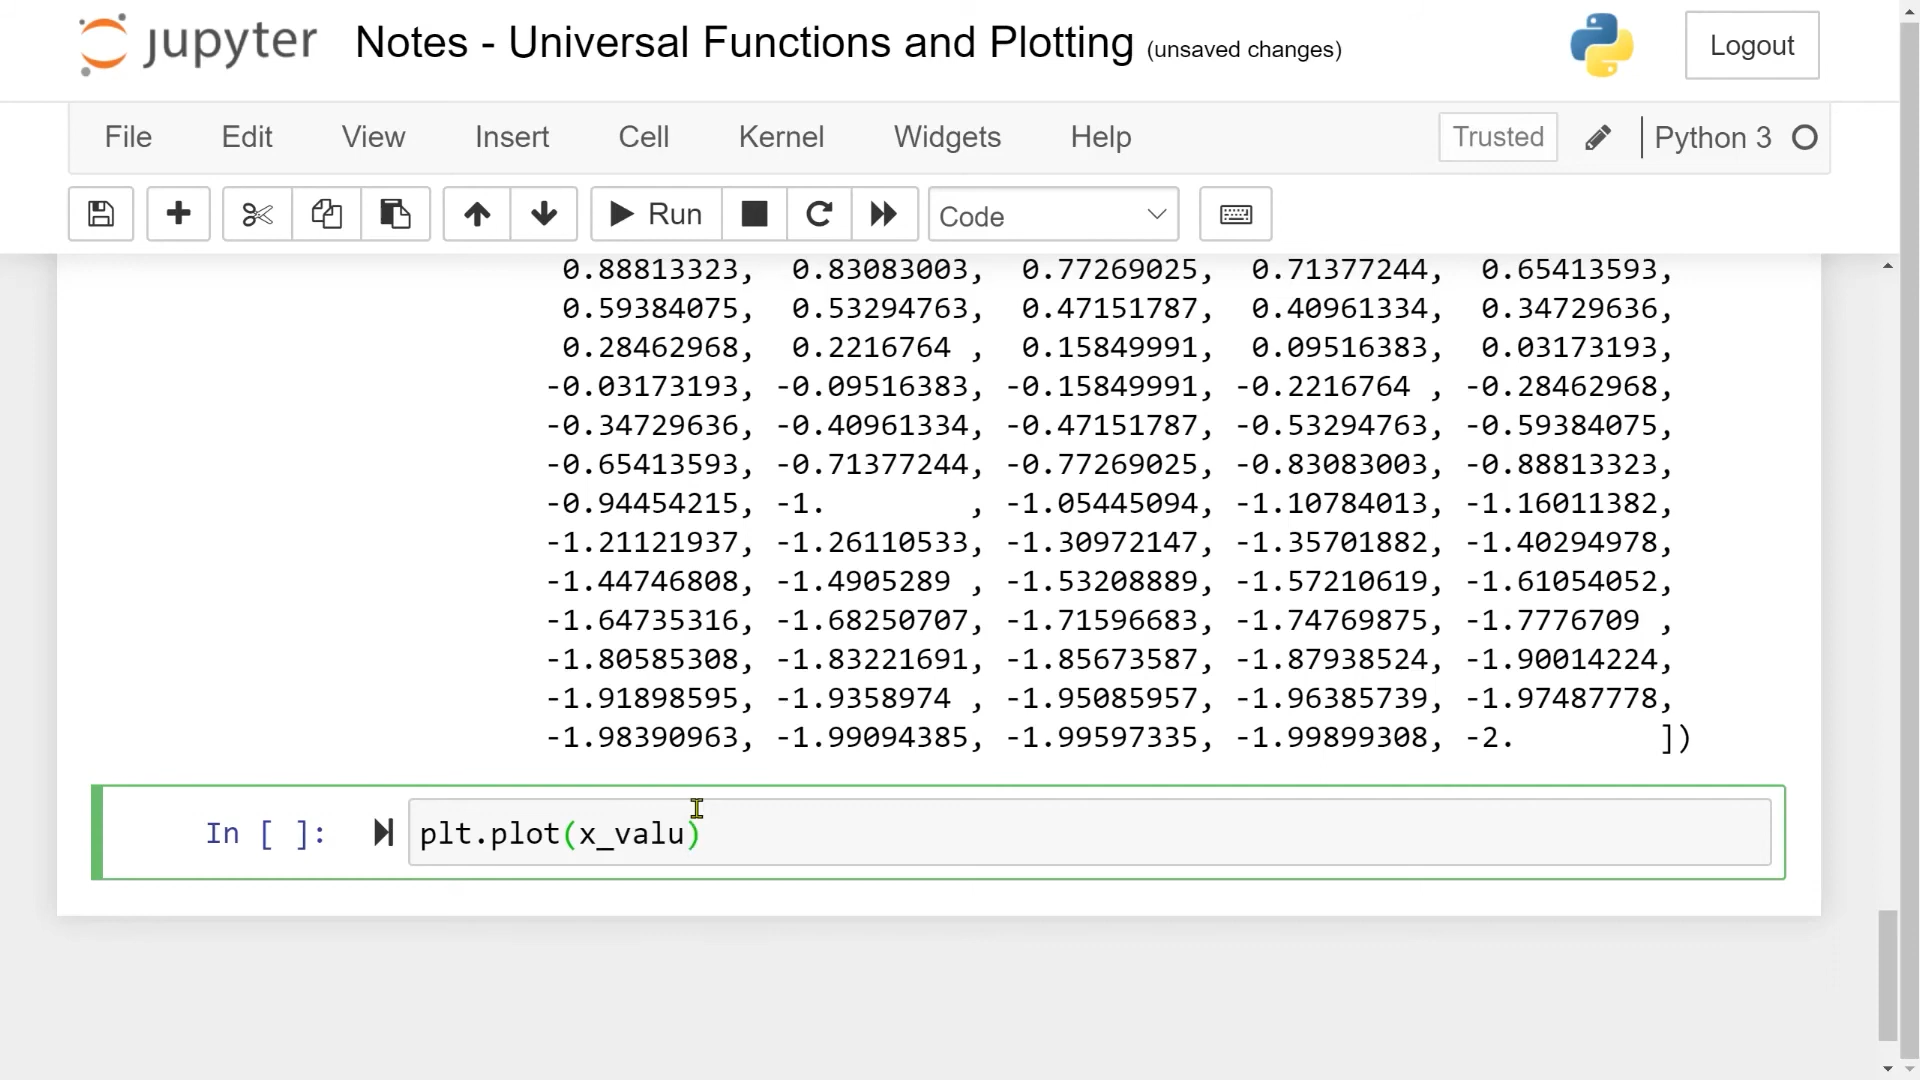 jupyter Notes - Universal Functions and Plotting (unsaved changes) Logout
File Edit View Insert Cell Kernel Widgets Help Trusted Python 3
Run Code
0.88813323, 0.83083003, 0.77269025, 0.71377244, 0.65413593,
0.59384075, 0.53294763, 0.47151787, 0.40961334, 0.34729636,
0.28462968, 0.2216764 , 0.15849991, 0.09516383, 0.03173193,
-0.03173193, -0.09516383, -0.15849991, -0.2216764 , -0.28462968,
-0.34729636, -0.40961334, -0.47151787, -0.53294763, -0.59384075,
-0.65413593, -0.71377244, -0.77269025, -0.83083003, -0.88813323,
-0.94454215, -1. , -1.05445094, -1.10784013, -1.16011382,
-1.21121937, -1.26110533, -1.30972147, -1.35701882, -1.40294978,
-1.44746808, -1.4905289 , -1.53208889, -1.57210619, -1.61054052,
-1.64735316, -1.68250707, -1.71596683, -1.74769875, -1.7776709 ,
-1.80585308, -1.83221691, -1.85673587, -1.87938524, -1.90014224,
-1.91898595, -1.9358974 , -1.95085957, -1.96385739, -1.97487778,
-1.98390963, -1.99094385, -1.99597335, -1.99899308, -2. ])
In [ ]: plt.plot(x_valu)